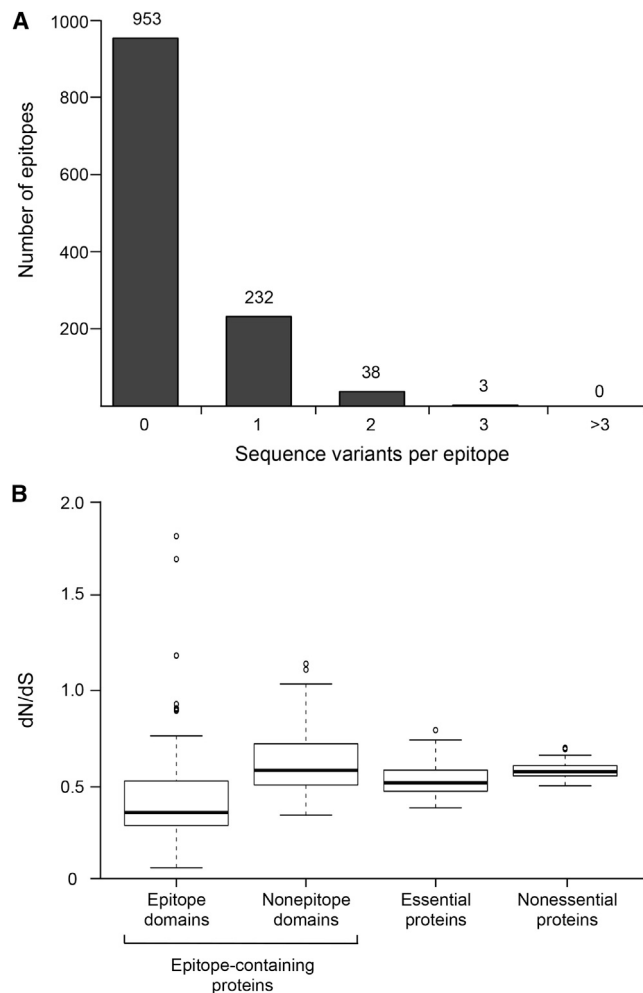 A
1000
800
600
400
200
Number of epitopes
953
232
38
3
0
0
1
2
3
>3
Sequence variants per epitope
B
2.0
1.5
1.0
0.5
0
dN/dS
Epitope
domains
Nonepitope
domains
Essential
proteins
Nonessential
proteins
Epitope-containing
proteins